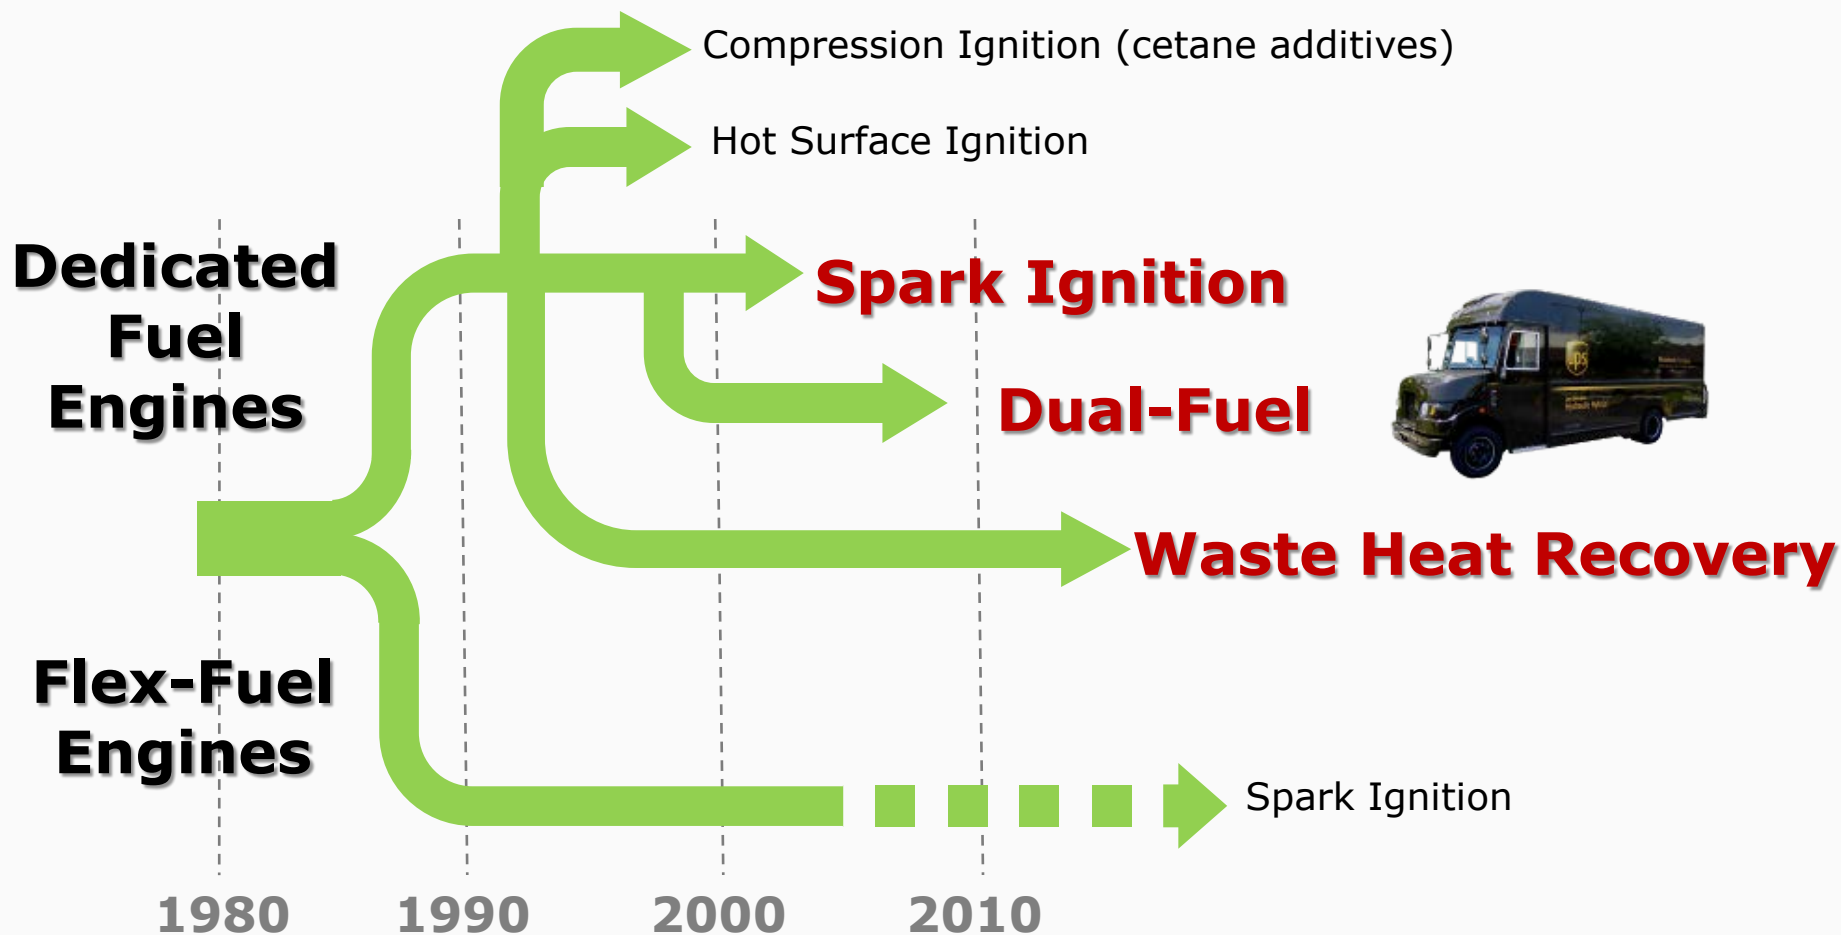 Compression Ignition (cetane additives)
Hot Surface Ignition
Dedicated
Fuel
Engines
Spark Ignition
Dual-Fuel
ups
Waste Heat Recovery
Flex-Fuel
Engines
Spark Ignition
1980
1990
2000
2010